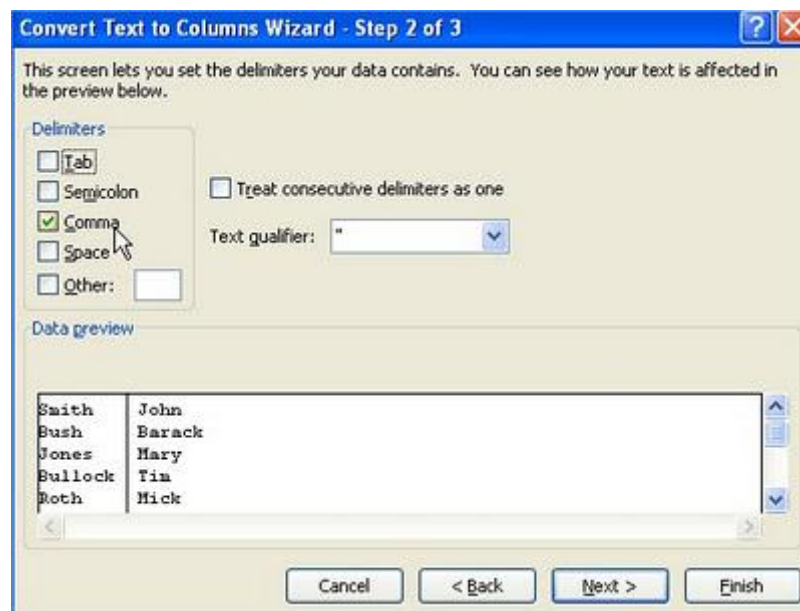 Convert Text to Columns Wizard - Step 2 of 3
This screen lets you set the delimiters your data contains. You can see how your text is affected in
the preview below.
Delimiters
Tab
Semicolon
Treat consecutive delimiters as one
Comma
Text qualifier: "
Space
Other:
Data preview
Smith John
Bush Barack
Jones Mary
Bullock Tim
Roth Mick
Cancel < Back Next > Finish